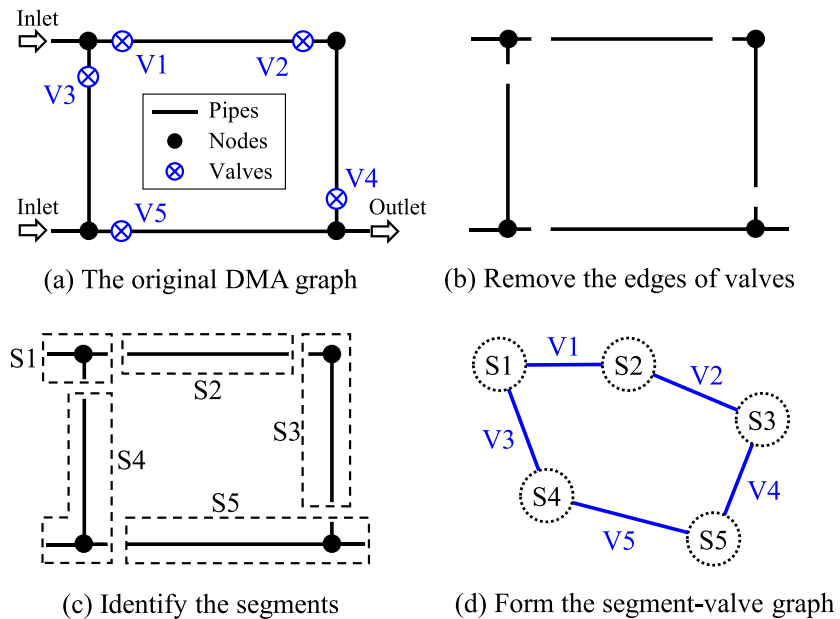 Inlet
V1
V2
V3
Pipes
Nodes
Valves
V4
Inlet
V5
Outlet
(a) The original DMA graph
(b) Remove the edges of valves
S1
S2
S3
S4
S5
(c) Identify the segments
S1
V1
S2
V2
S3
V3
S4
V4
V5
S5
(d) Form the segment-valve graph